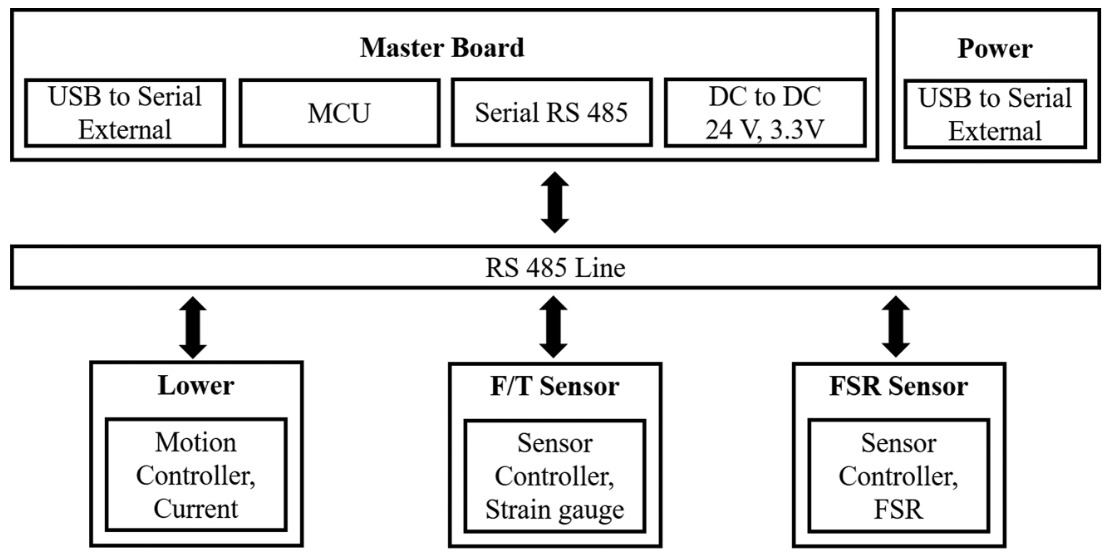 Master Board
USB to Serial
External
MCU
Serial RS 485
DC to DC
24 V, 3.3V
Power
USB to Serial
External
RS 485 Line
Lower
Motion
Controller,
Current
F/T Sensor
Sensor
Controller,
Strain gauge
FSR Sensor
Sensor
Controller,
FSR